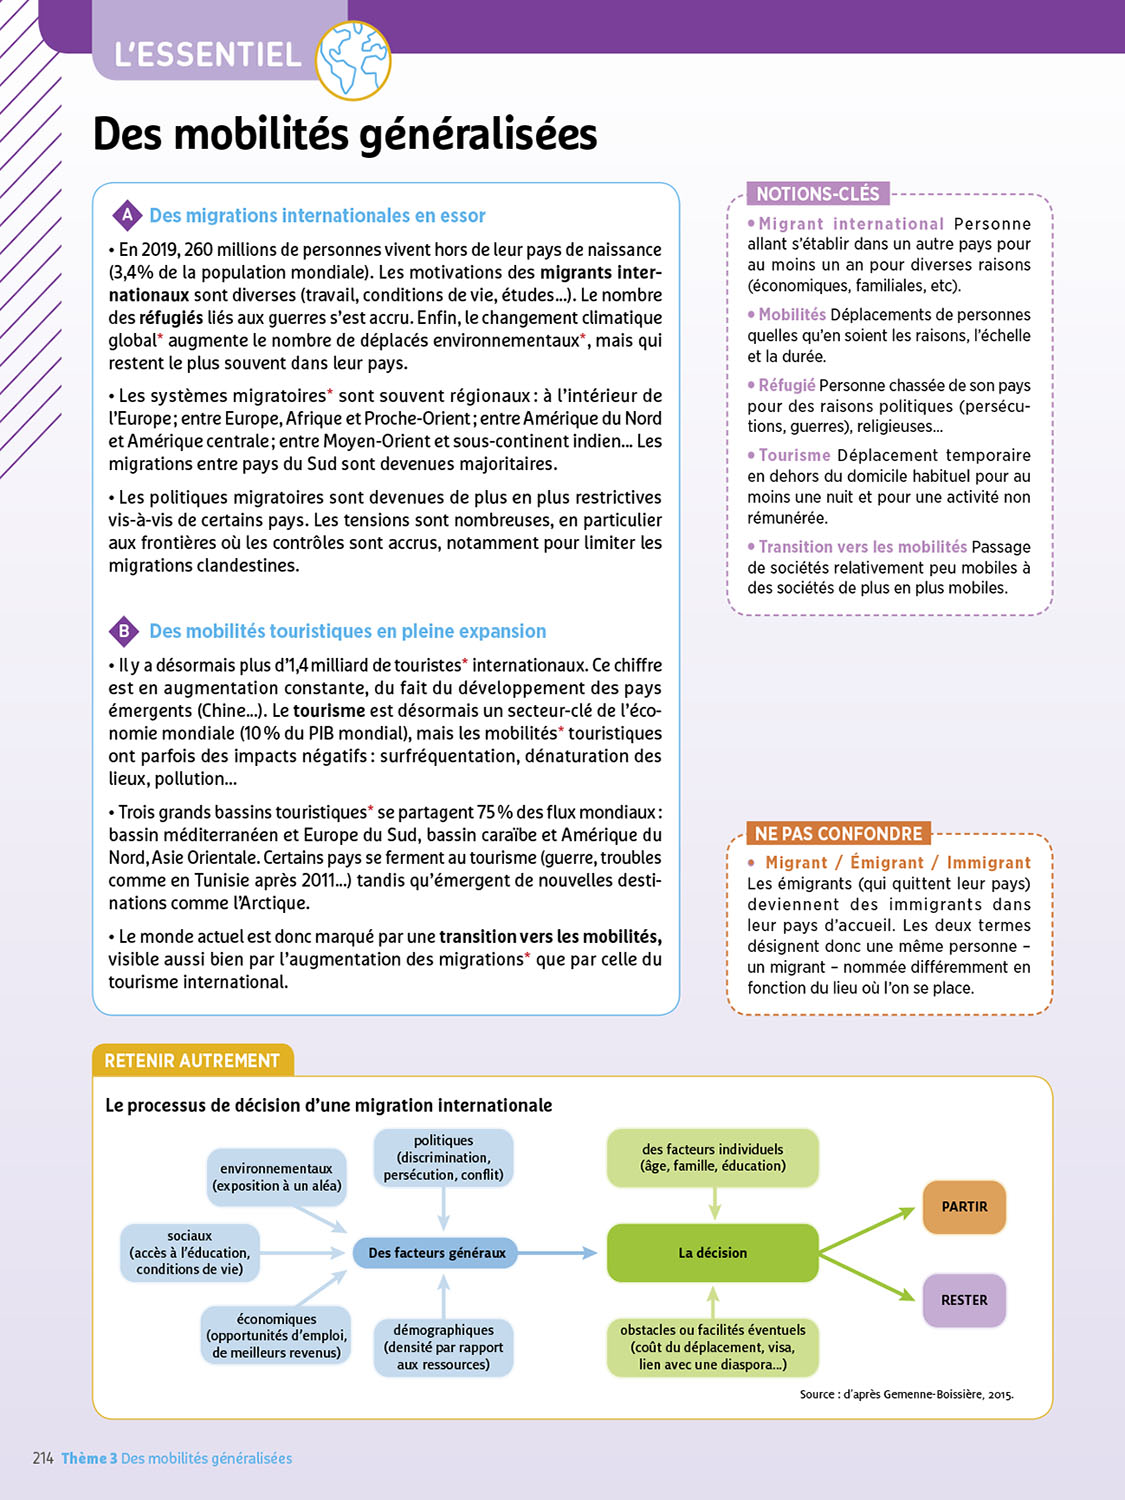 L'ESSENTIEL
Des mobilités généralisées
A Des migrations internationales en essor
• En 2019, 260 millions de personnes vivent hors de leur pays de naissance
(3,4% de la population mondiale). Les motivations des migrants inter-
nationaux sont diverses (travail, conditions de vie, études...). Le nombre
des réfugiés liés aux guerres s'est accru. Enfin, le changement climatique
global* augmente le nombre de déplacés environnementaux*, mais qui
restent le plus souvent dans leur pays.
• Les systèmes migratoires* sont souvent régionaux : à l'intérieur de
l'Europe ; entre Europe, Afrique et Proche-Orient ; entre Amérique du Nord
et Amérique centrale ; entre Moyen-Orient et sous-continent indien... Les
migrations entre pays du Sud sont devenues majoritaires.
• Les politiques migratoires sont devenues de plus en plus restrictives
vis-à-vis de certains pays. Les tensions sont nombreuses, en particulier
aux frontières où les contrôles sont accrus, notamment pour limiter les
migrations clandestines.
B Des mobilités touristiques en pleine expansion
• Il y a désormais plus d'1,4 milliard de touristes* internationaux. Ce chiffre
est en augmentation constante, du fait du développement des pays
émergents (Chine...). Le tourisme est désormais un secteur-clé de l'éco-
nomie mondiale (10 % du PIB mondial), mais les mobilités* touristiques
ont parfois des impacts négatifs : surfréquentation, dénaturation des
lieux, pollution...
• Trois grands bassins touristiques* se partagent 75 % des flux mondiaux :
bassin méditerranéen et Europe du Sud, bassin caraïbe et Amérique du
Nord, Asie Orientale. Certains pays se ferment au tourisme (guerre, troubles
comme en Tunisie après 2011...) tandis qu'émergent de nouvelles desti-
nations comme l'Arctique.
• Le monde actuel est donc marqué par une transition vers les mobilités,
visible aussi bien par l'augmentation des migrations* que par celle du
tourisme international.
NOTIONS-CLÉS
• Migrant international Personne
allant s'établir dans un autre pays pour
au moins un an pour diverses raisons
(économiques, familiales, etc).
• Mobilités Déplacements de personnes
quelles qu'en soient les raisons, l'échelle
et la durée.
• Réfugié Personne chassée de son pays
pour des raisons politiques (persécu-
tions, guerres), religieuses...
• Tourisme Déplacement temporaire
en dehors du domicile habituel pour au
moins une nuit et pour une activité non
rémunérée.
• Transition vers les mobilités Passage
de sociétés relativement peu mobiles à
des sociétés de plus en plus mobiles.
NE PAS CONFONDRE
• Migrant / Émigrant / Immigrant
Les émigrants (qui quittent leur pays)
deviennent des immigrants dans
leur pays d'accueil. Les deux termes
désignent donc une même personne –
un migrant – nommée différemment en
fonction du lieu où l'on se place.
RETENIR AUTREMENT
Le processus de décision d'une migration internationale
environnementaux
(exposition à un aléa)
politiques
(discrimination,
persécution, conflit)
sociaux
(accès à l'éducation,
conditions de vie)
Des facteurs généraux
économiques
(opportunités d'emploi,
de meilleurs revenus)
démographiques
(densité par rapport
aux ressources)
des facteurs individuels
(âge, famille, éducation)
La décision
obstacles ou facilités éventuels
(coût du déplacement, visa,
lien avec une diaspora...)
PARTIR
RESTER
Source : d'après Gemenne-Boissière, 2015.
214 Thème 3 Des mobilités généralisées